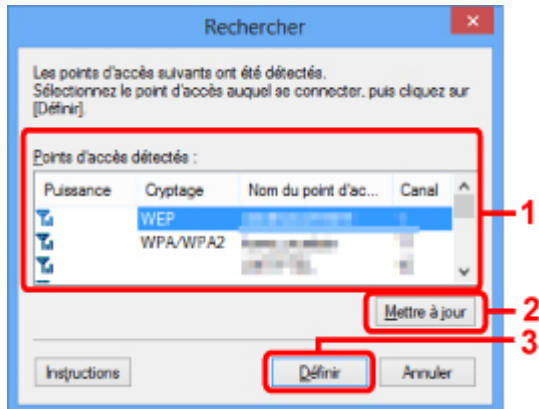 Rechercher
Les points d'accès suivants ont été détectés.
Sélectionnez le point d'accès auquel se connecter, puis cliquez sur
[Définir].
Points d'accès détectés :
Puissance Cryptage Nom du point d'ac... Canal
WEP
WPA/WPA2
1
Mettre à jour
2
3
Instructions Définir Annuler